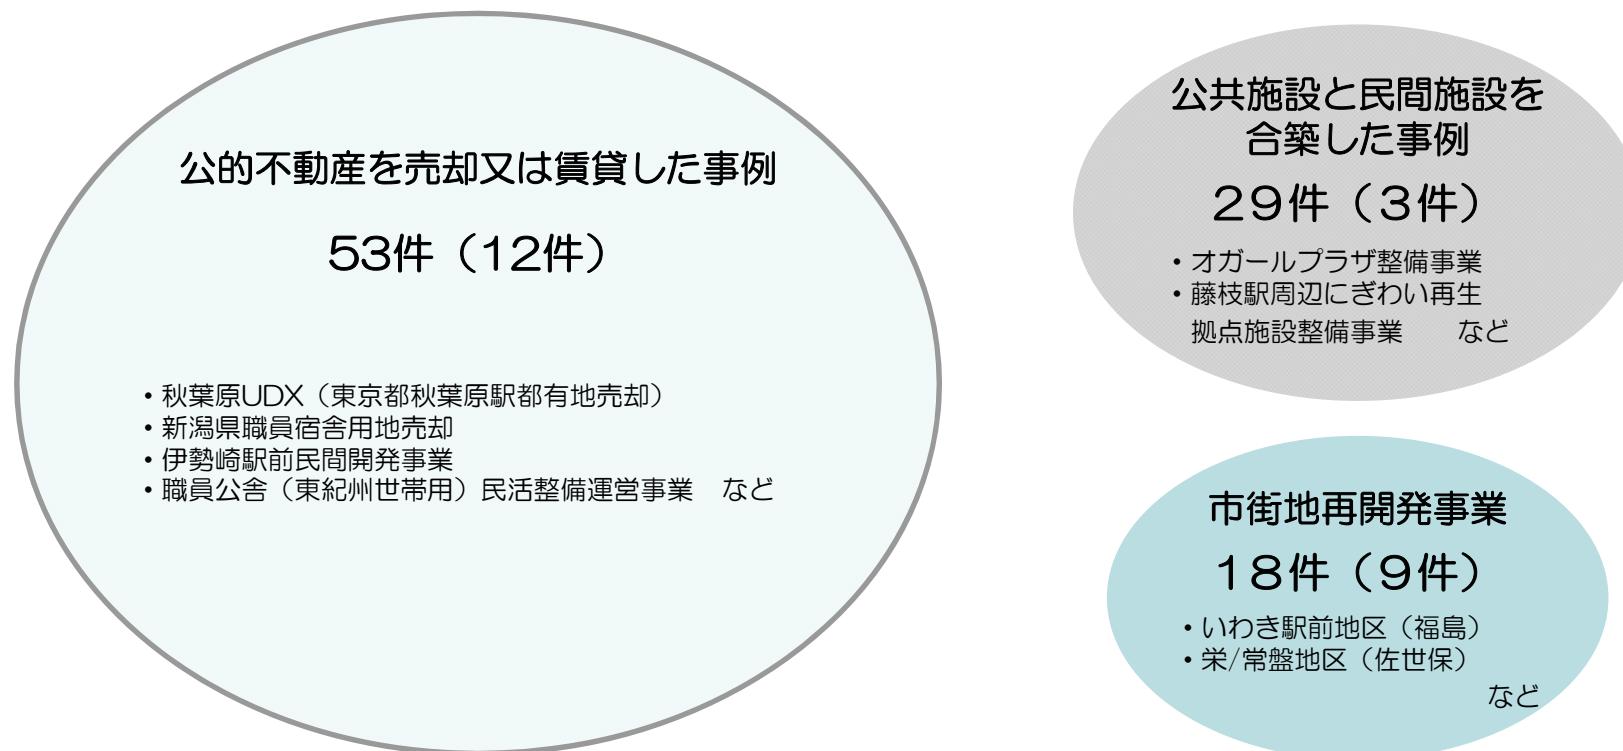 公的不動産を売却又は賃貸した事例
53件（12件）
・秋葉原UDX（東京都秋葉原駅都有地売却）
・新潟県職員宿舎用地売却
・伊勢崎駅前民間開発事業
・職員公舎（東紀州世帯用）民活整備運営事業　など
公共施設と民間施設を
合築した事例
２９件（３件）
・オガールプラザ整備事業
・藤枝駅周辺にぎわい再生
拠点施設整備事業　　など
市街地再開発事業
１８件（９件）
・いわき駅前地区（福島）
・栄/常盤地区（佐世保）
など